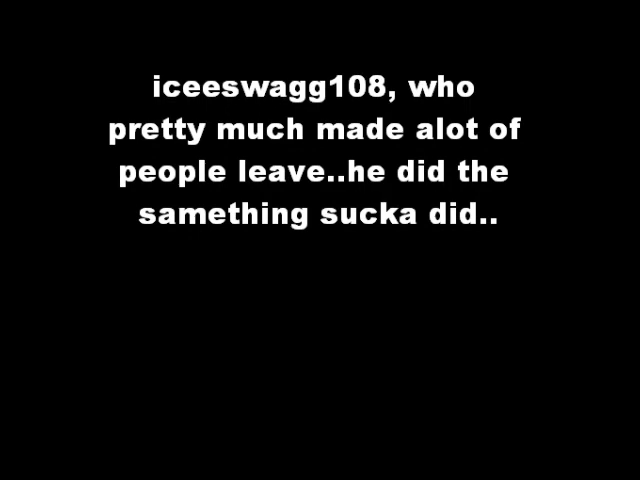 iceeswagg108, who
pretty much made alot of
people leave..he did the
samething sucka did..